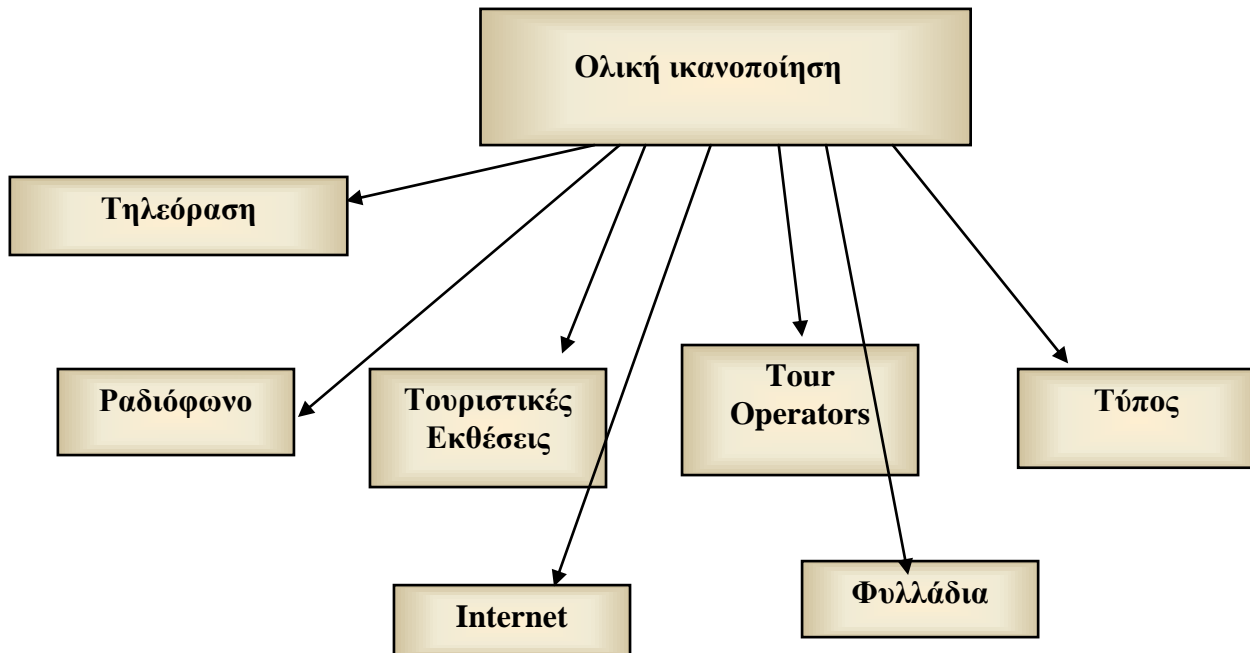 Ολική ικανοποίηση
Τηλεόραση
Ραδιόφωνο
Τουριστικές
Εκθέσεις
Tour
Operators
Τύπος
Internet
Φυλλάδια